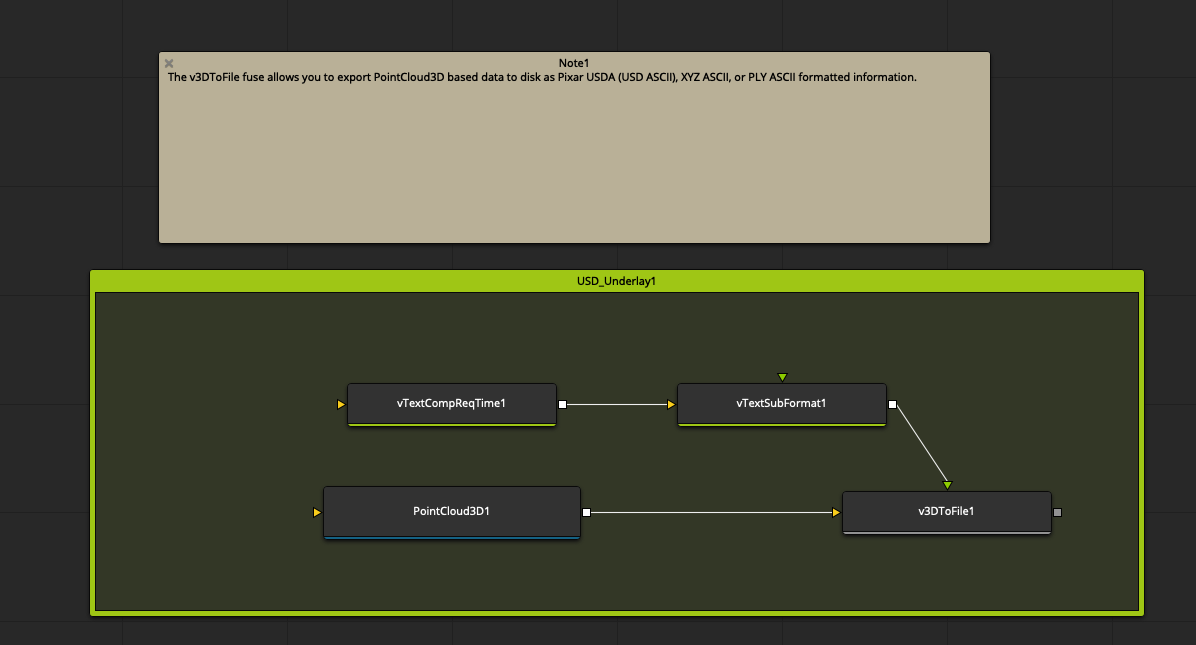 Note1
The v3DToFile fuse allows you to export PointCloud3D based data to disk as Pixar USDA (USD ASCII), XYZ ASCII, or PLY ASCII formatted information.
USD_Underlay1
vTextCompReqTime1
vTextSubFormat1
PointCloud3D1
v3DToFile1